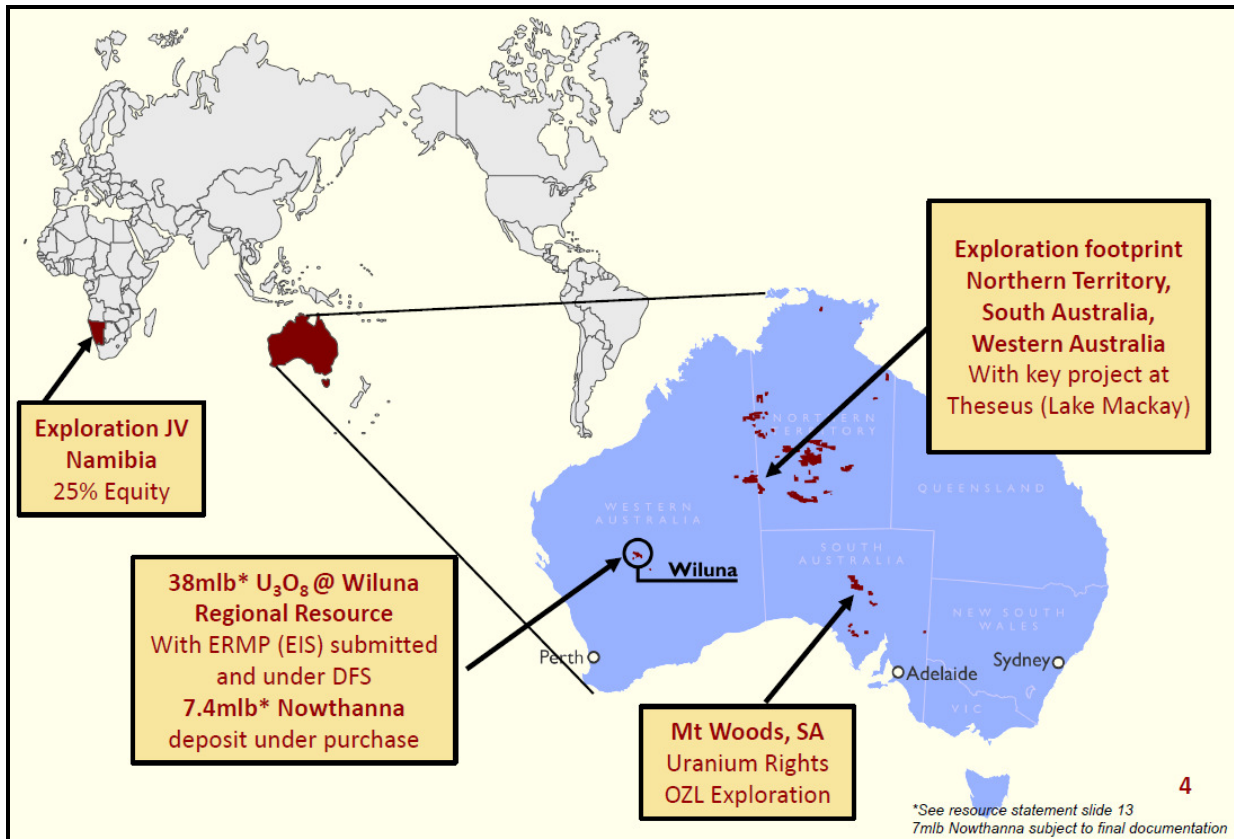 Exploration JV
Namibia
25% Equity
38mlb* U₃O₈ @ Wiluna
Regional Resource
With ERMP (EIS) submitted
and under DFS
7.4mlb* Nowthanna
deposit under purchase
Exploration footprint
Northern Territory,
South Australia,
Western Australia
With key project at
Theseus (Lake Mackay)
NORTHERN
TERRITORY
QUEENSLAND
WESTERN
AUSTRALIA
SOUTH
AUSTRALIA
Wiluna
NEW SOUTH
WALES
Perth
Adelaide
Sydney
VIC
Mt Woods, SA
Uranium Rights
OZL Exploration
4
*See resource statement slide 13
7mlb Nowthanna subject to final documentation